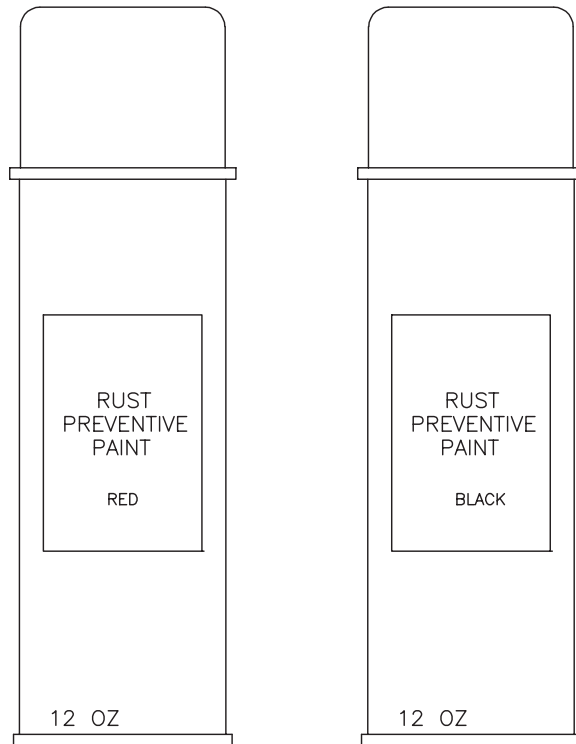 RUST
PREVENTIVE
PAINT
RED
12 OZ
RUST
PREVENTIVE
PAINT
BLACK
12 OZ